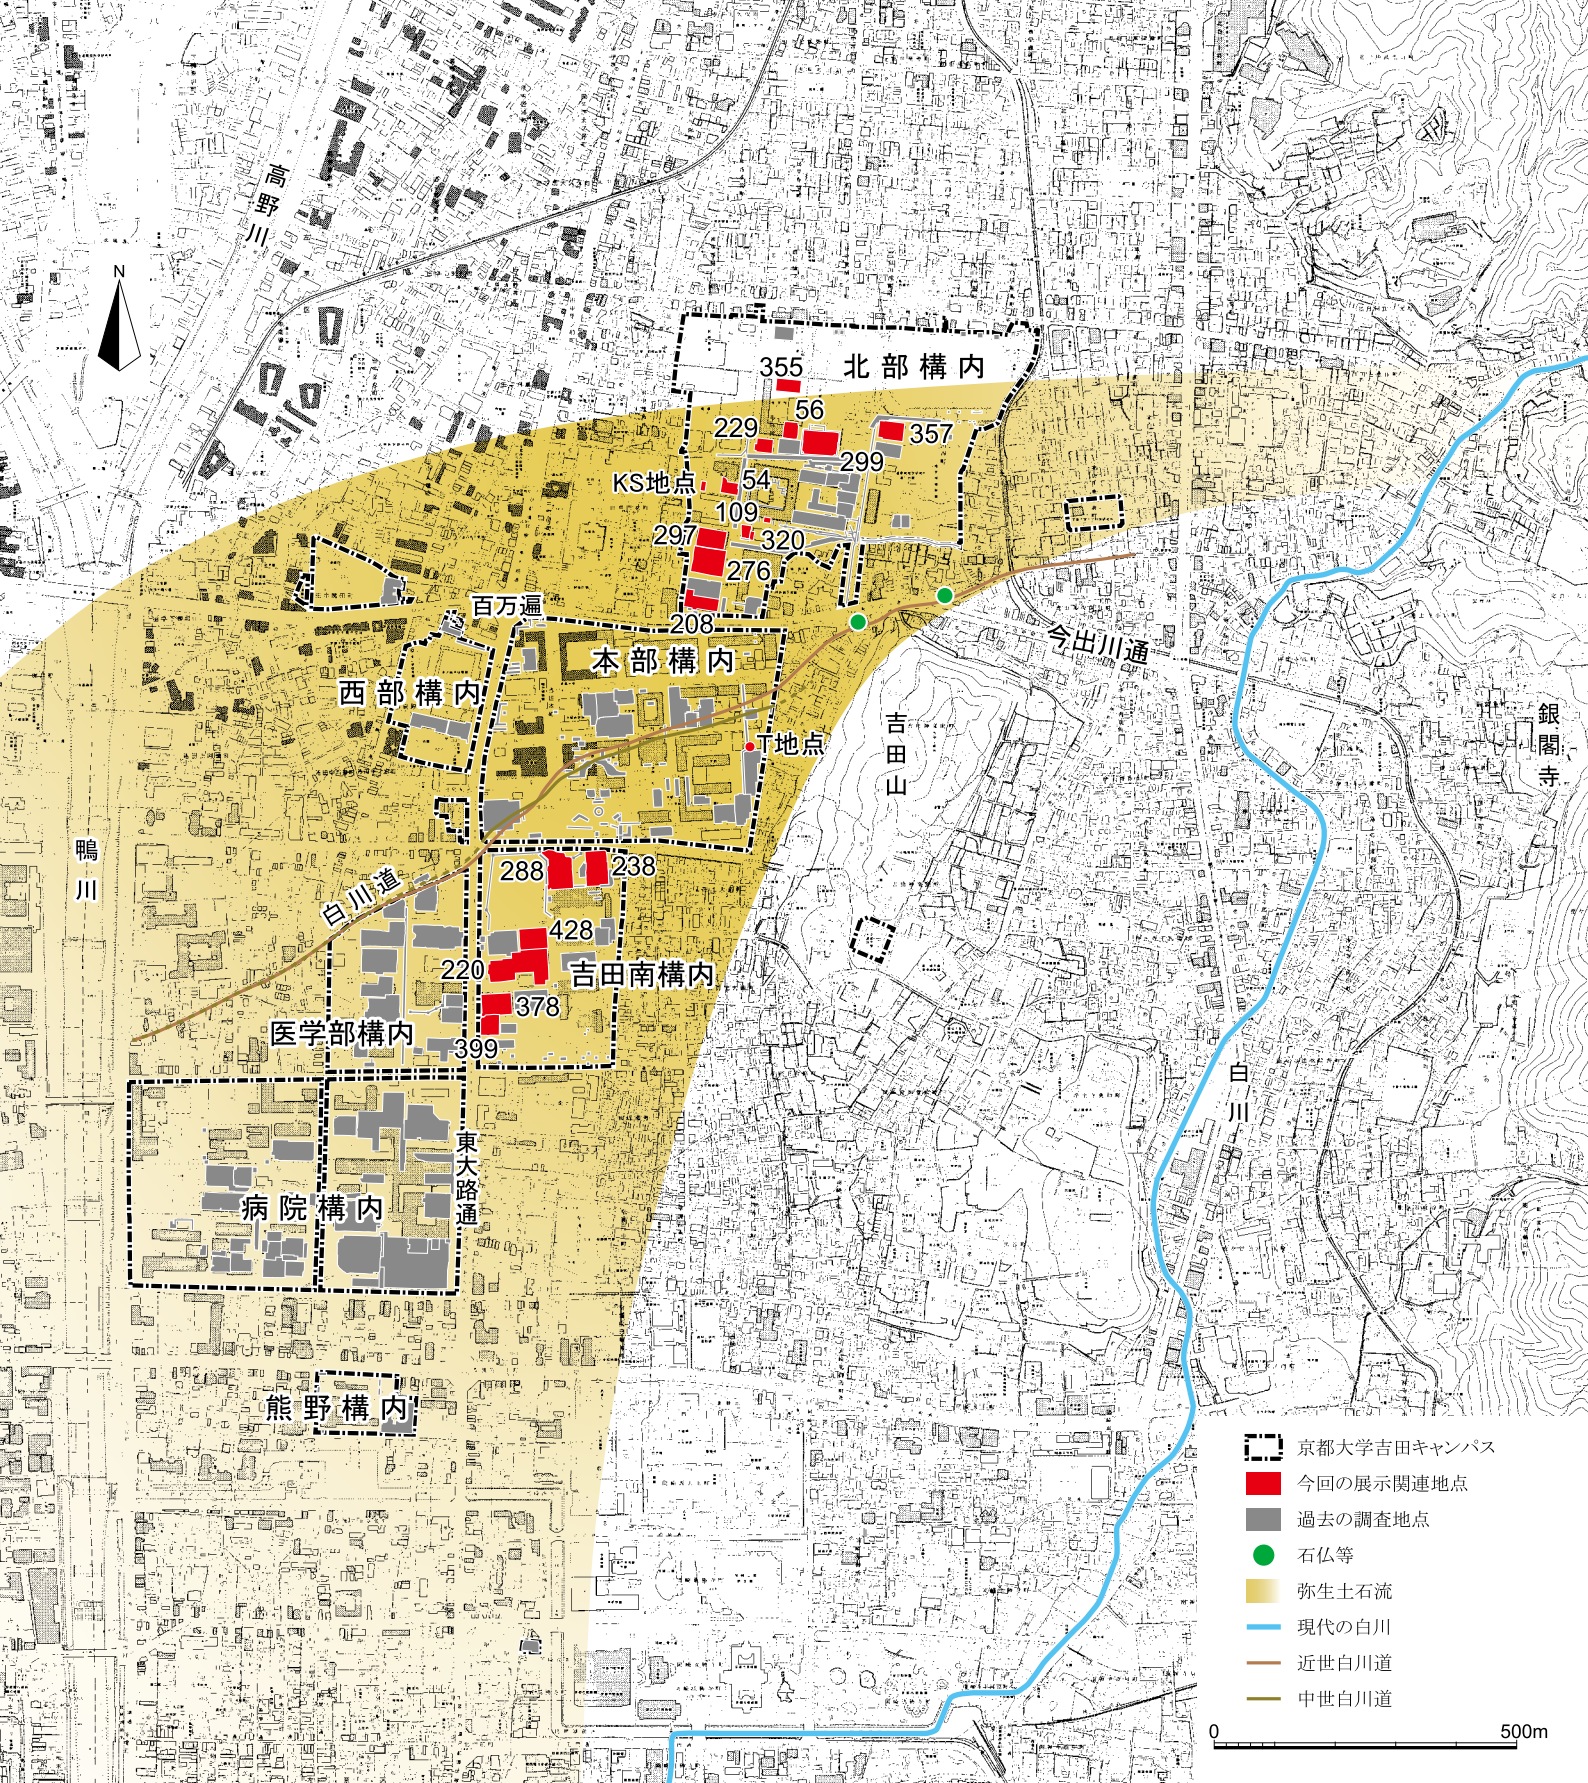 高野川
N
355
北部構内
56
229
357
299
KS地点
54
109
297
320
276
百万遍
208
今出川通
本部構内
西部構内
吉田山
銀閣寺
T地点
鴨川
288
238
白川道
428
220
吉田南構内
378
医学部構内
399
白川
東大路通
病院構内
熊野構内
京都大学吉田キャンパス
今回の展示関連地点
過去の調査地点
石仏等
弥生土石流
現代の白川
近世白川道
中世白川道
0 500m